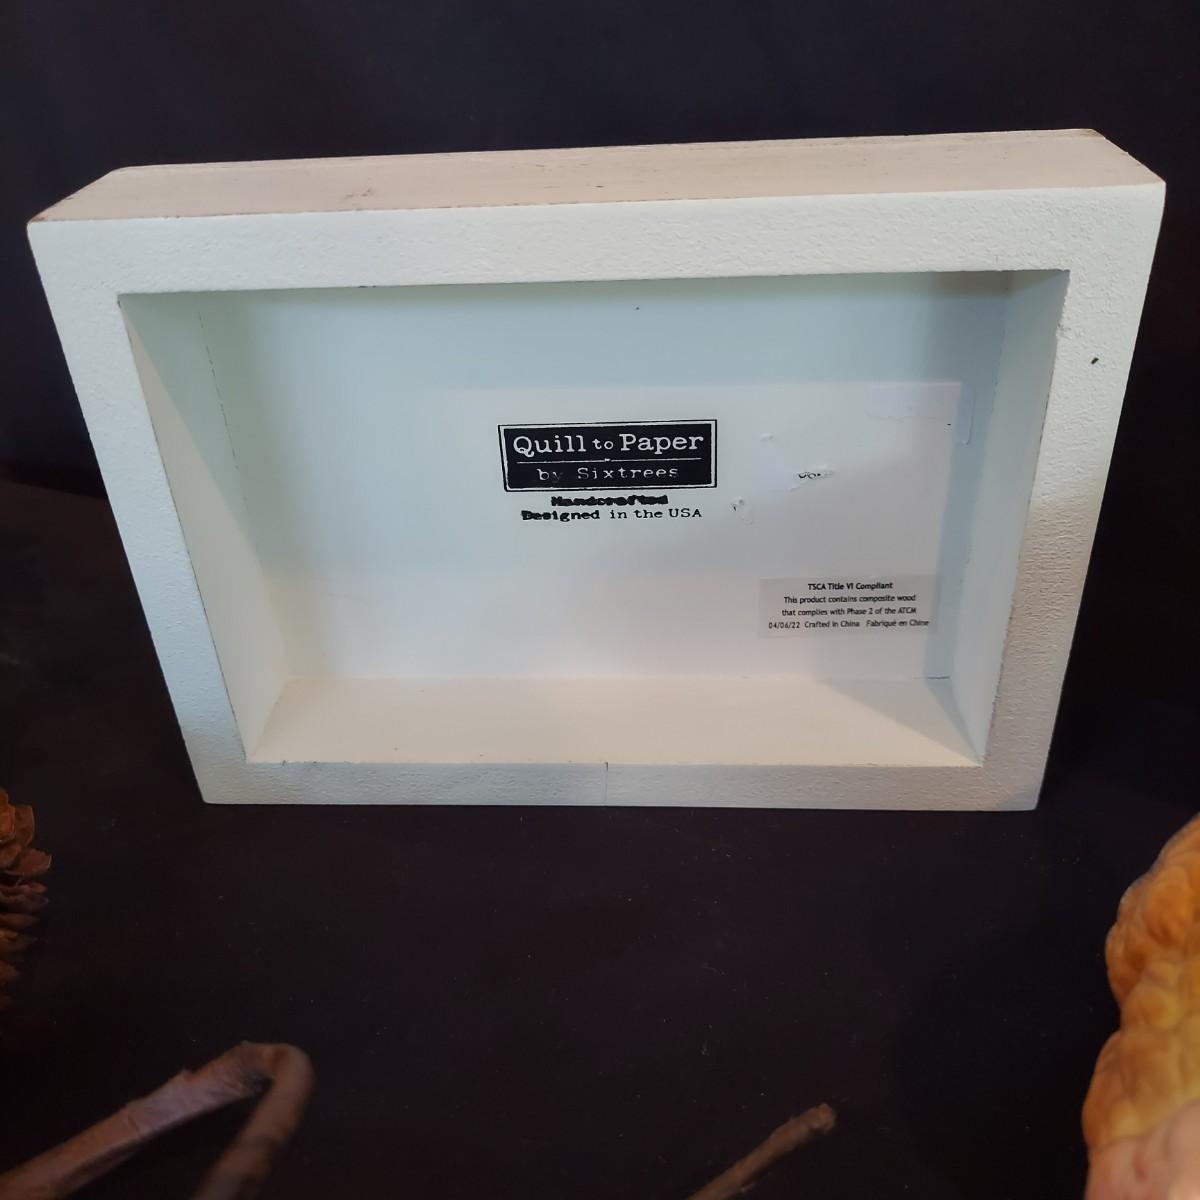 Quill to Paper
by Sixtrees
Handcrafted
Designed in the USA
TSCA Title VI Compliant
This product contains composite wood
that complies with Phase 2 of the ATCM
04/06/22 Crafted in China Fabriqué en Chine